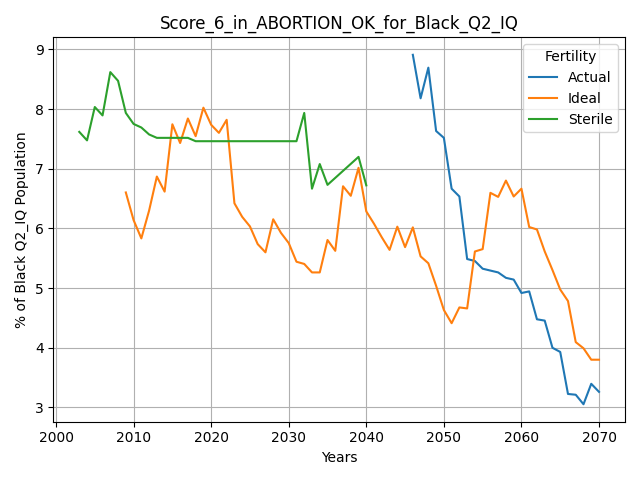 Score_6_in_ABORTION_OK_for_Black_Q2_IQ
Fertility
Actual
Ideal
Sterile
% of Black Q2_IQ Population
9
8
7
6
5
4
3
2000 2010 2020 2030 2040 2050 2060 2070
Years